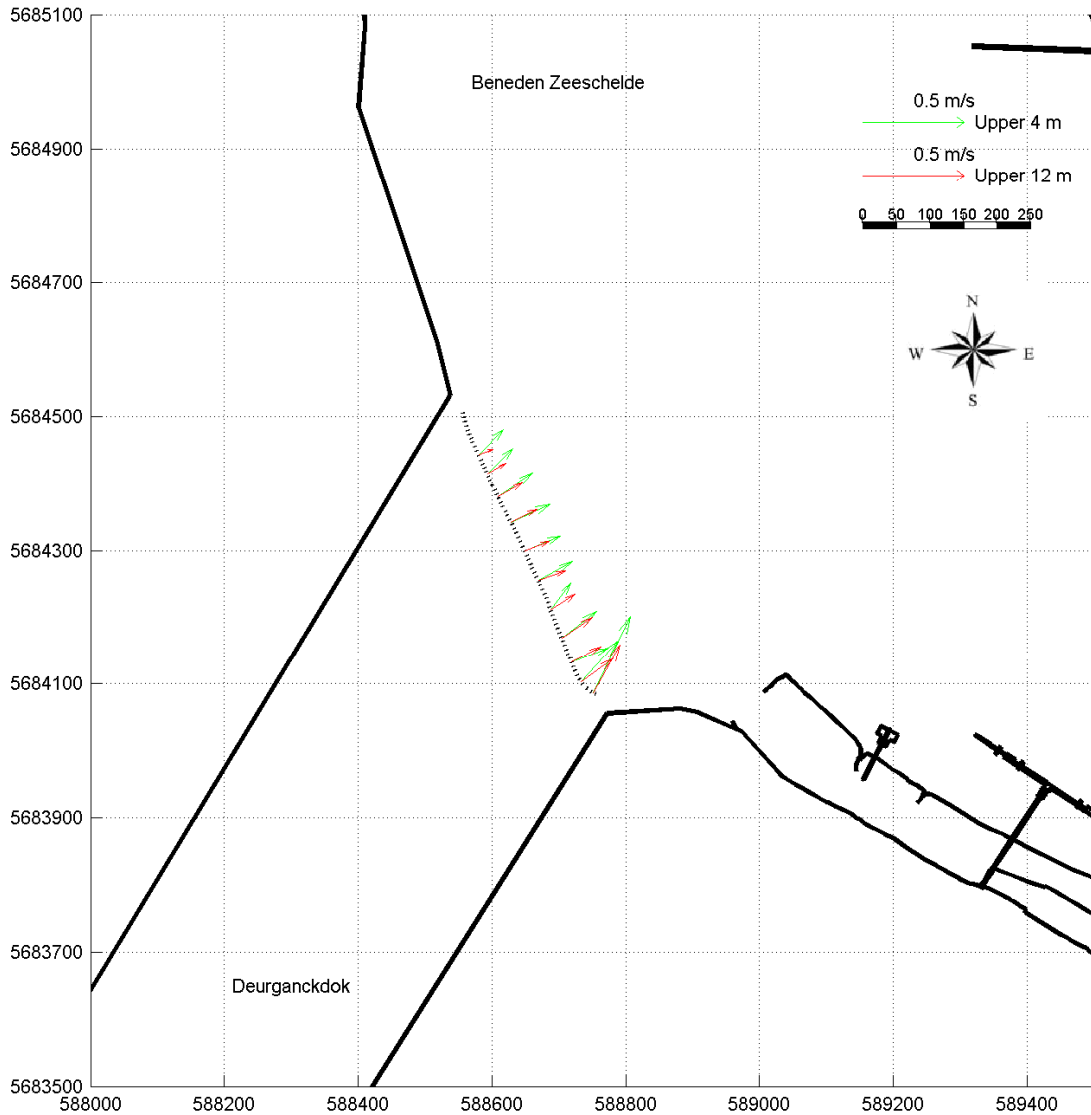 5685100
Beneden Zeeschelde
0.5 m/s
Upper 4 m
5684900
0.5 m/s
Upper 12 m
0 50 100 150 200 250
5684700
N
W E
S
5684500
5684300
5684100
5683900
5683700
Deurganckdok
5683500
588000 588200 588400 588600 588800 589000 589200 589400